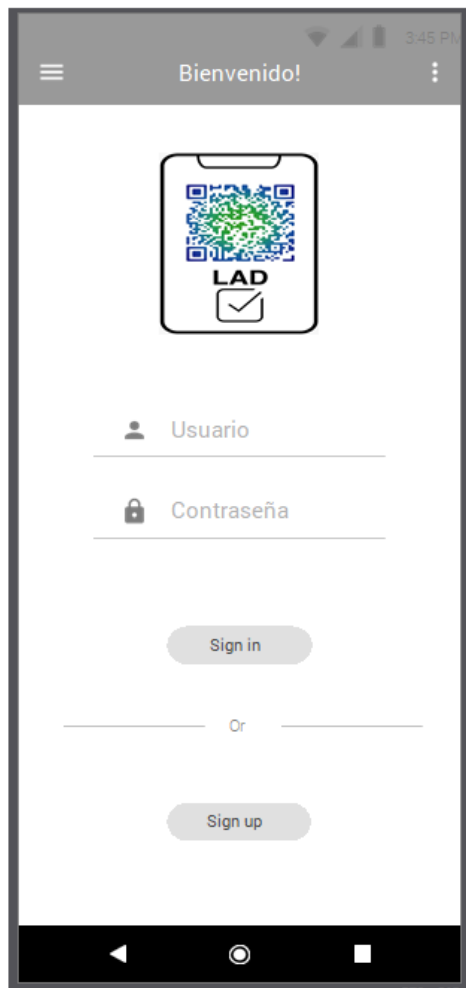 3:45 PM
Bienvenido!
LAD
Usuario
Contraseña
Sign in
Or
Sign up